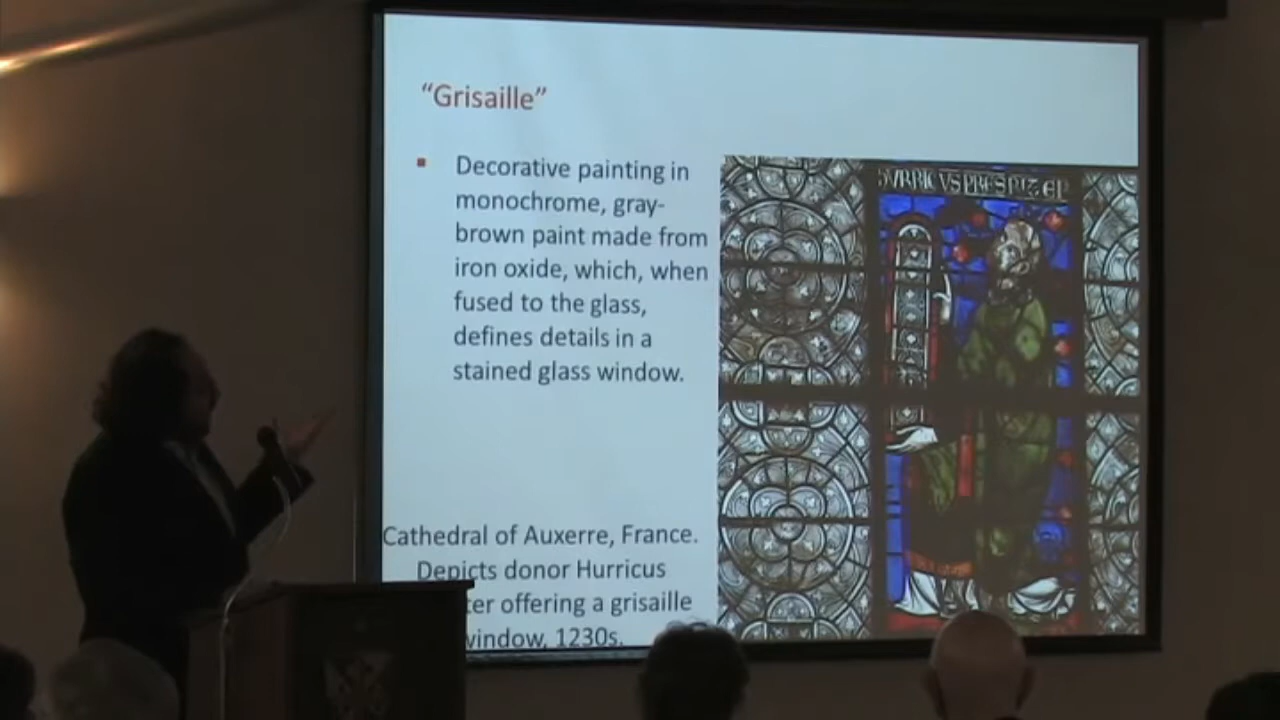 “Grisaille”
Decorative painting in
monochrome, gray-
brown paint made from
iron oxide, which, when
fused to the glass,
defines details in a
stained glass window.
Cathedral of Auxerre, France.
Depicts donor Hurricus
ter offering a grisaille
window, 1230s.